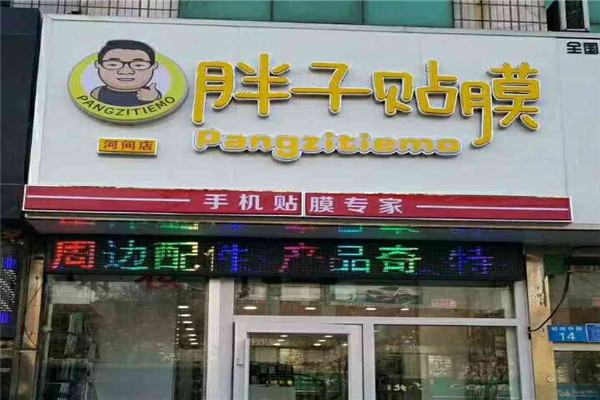 全国
胖子贴膜
PANGZITIEMO
Pangzitiemo
河间店
手机贴膜专家
周边配件 产品奇 特
14